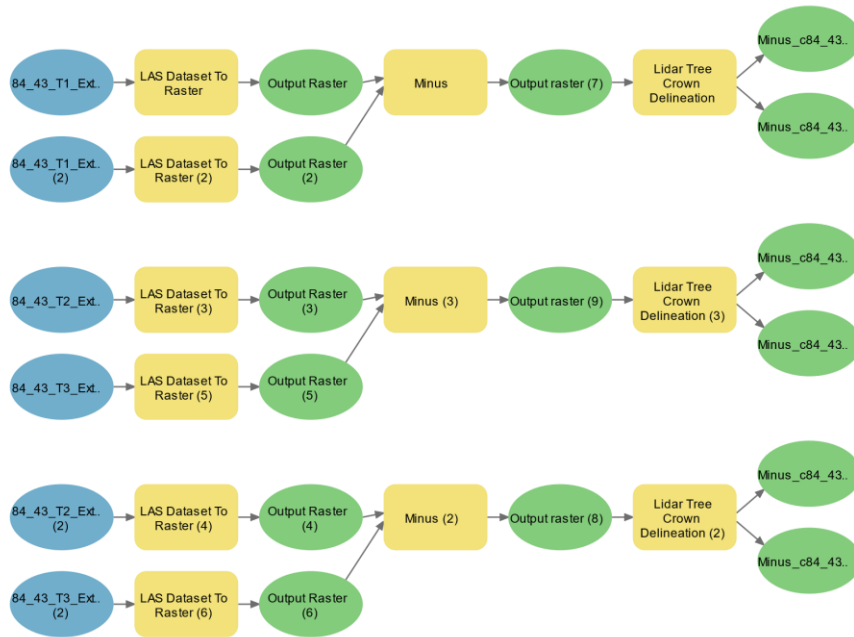 84_43_T1_Ext..
LAS Dataset To
Raster
Output Raster
Minus
Output raster (7)
Lidar Tree
Crown
Delineation
Minus_c84_43..
Minus_c84_43..
84_43_T1_Ext..
(2)
LAS Dataset To
Raster (2)
Output Raster
(2)
84_43_T2_Ext..
LAS Dataset To
Raster (3)
Output Raster
(3)
Minus (3)
Output raster (9)
Lidar Tree
Crown
Delineation (3)
Minus_c84_43..
Minus_c84_43..
84_43_T3_Ext..
LAS Dataset To
Raster (5)
Output Raster
(5)
84_43_T2_Ext..
(2)
LAS Dataset To
Raster (4)
Output Raster
(4)
Minus (2)
Output raster (8)
Lidar Tree
Crown
Delineation (2)
Minus_c84_43..
Minus_c84_43..
84_43_T3_Ext..
(2)
LAS Dataset To
Raster (6)
Output Raster
(6)